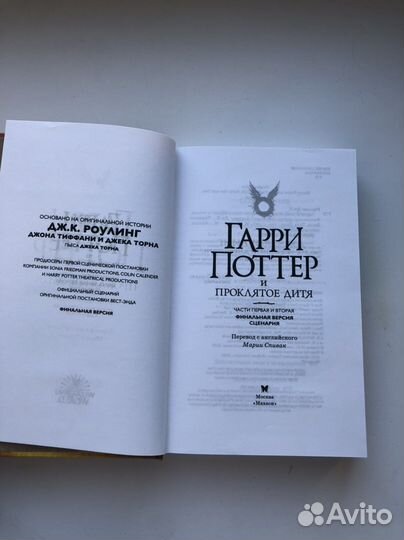 ОСНОВАНО НА ОРИГИНАЛЬНОЙ ИСТОРИИ
ДЖ.К. РОУЛИНГ
ДЖОНА ТИФФАНИ И ДЖЕКА ТОРНА
ПЬЕСА ДЖЕКА ТОРНА
ПРОДЮСЕРЫ ПЕРВОЙ СЦЕНИЧЕСКОЙ ПОСТАНОВКИ
КОМПАНИИ SONIA FRIEDMAN PRODUCTIONS, COLIN CALLENDER
И HARRY POTTER THEATRICAL PRODUCTIONS
ОФИЦИАЛЬНЫЙ СЦЕНАРИЙ
ОРИГИНАЛЬНОЙ ПОСТАНОВКИ ВЕСТ-ЭНДА
ФИНАЛЬНАЯ ВЕРСИЯ
ГАРРИ
ПОТТЕР
И
ПРОКЛЯТОЕ ДИТЯ
ЧАСТИ ПЕРВАЯ И ВТОРАЯ
ФИНАЛЬНАЯ ВЕРСИЯ
СЦЕНАРИЯ
Перевод с английского
Марии Спивак
Москва
«Махаон»
Avito